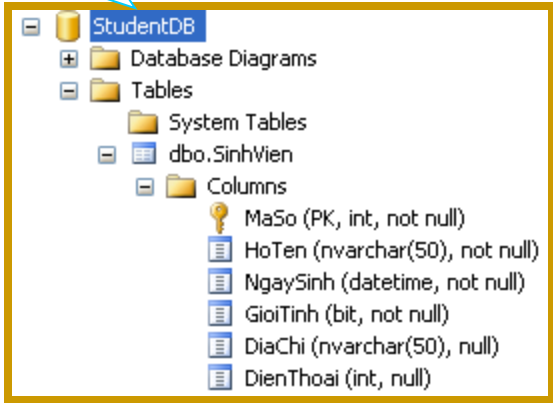 StudentDB
Database Diagrams
Tables
System Tables
dbo.SinhVien
Columns
MaSo (PK, int, not null)
HoTen (nvarchar(50), not null)
NgaySinh (datetime, not null)
GioiTinh (bit, not null)
DiaChi (nvarchar(50), null)
DienThoai (int, null)